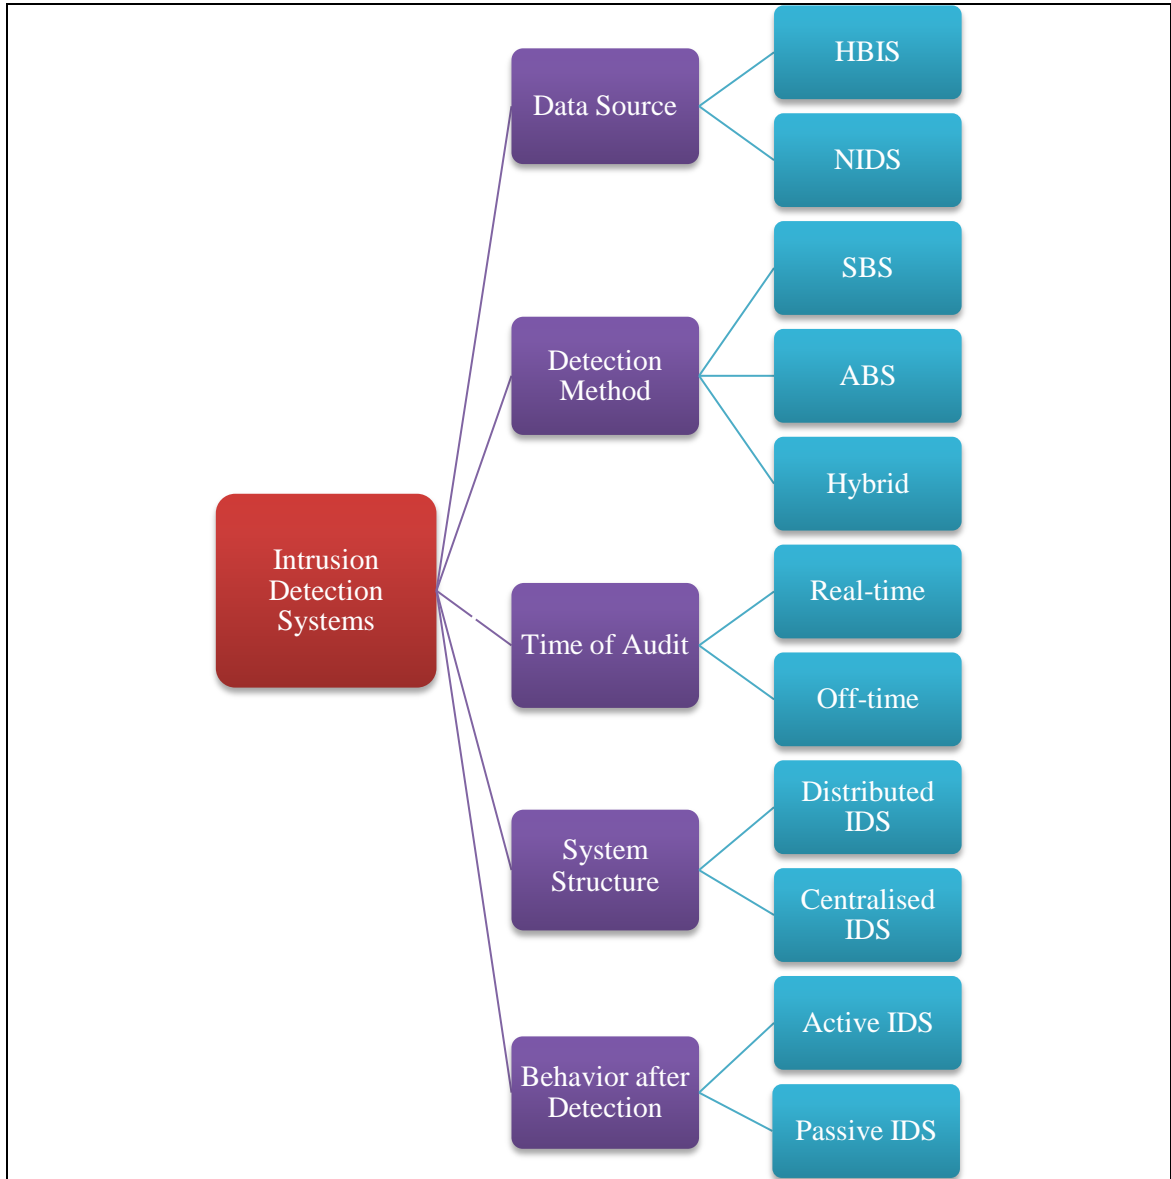 Intrusion
Detection
Systems
Data Source
HBIS
NIDS
Detection
Method
SBS
ABS
Hybrid
Time of Audit
Real-time
Off-time
System
Structure
Distributed
IDS
Centralised
IDS
Behavior after
Detection
Active IDS
Passive IDS